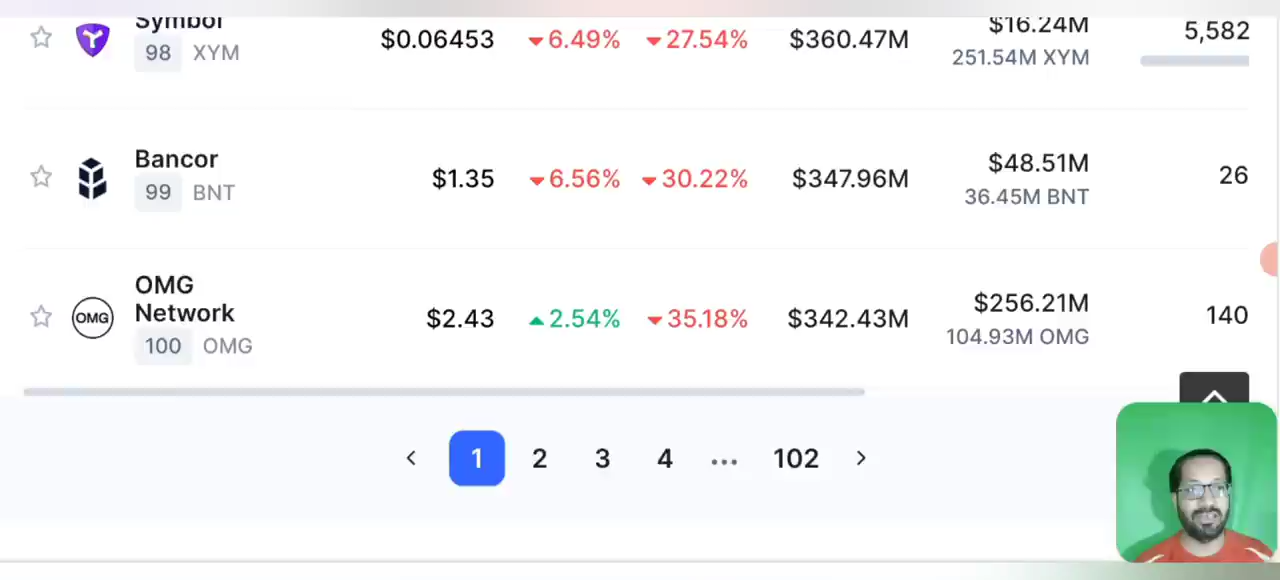 Symbol
98 XYM
$0.06453
6.49%
27.54%
$360.47M
$16.24M
251.54M XYM
5,582
Bancor
99 BNT
$1.35
6.56%
30.22%
$347.96M
$48.51M
36.45M BNT
26
OMG
OMG
Network
100 OMG
$2.43
2.54%
35.18%
$342.43M
$256.21M
104.93M OMG
140
1 2 3 4 ... 102